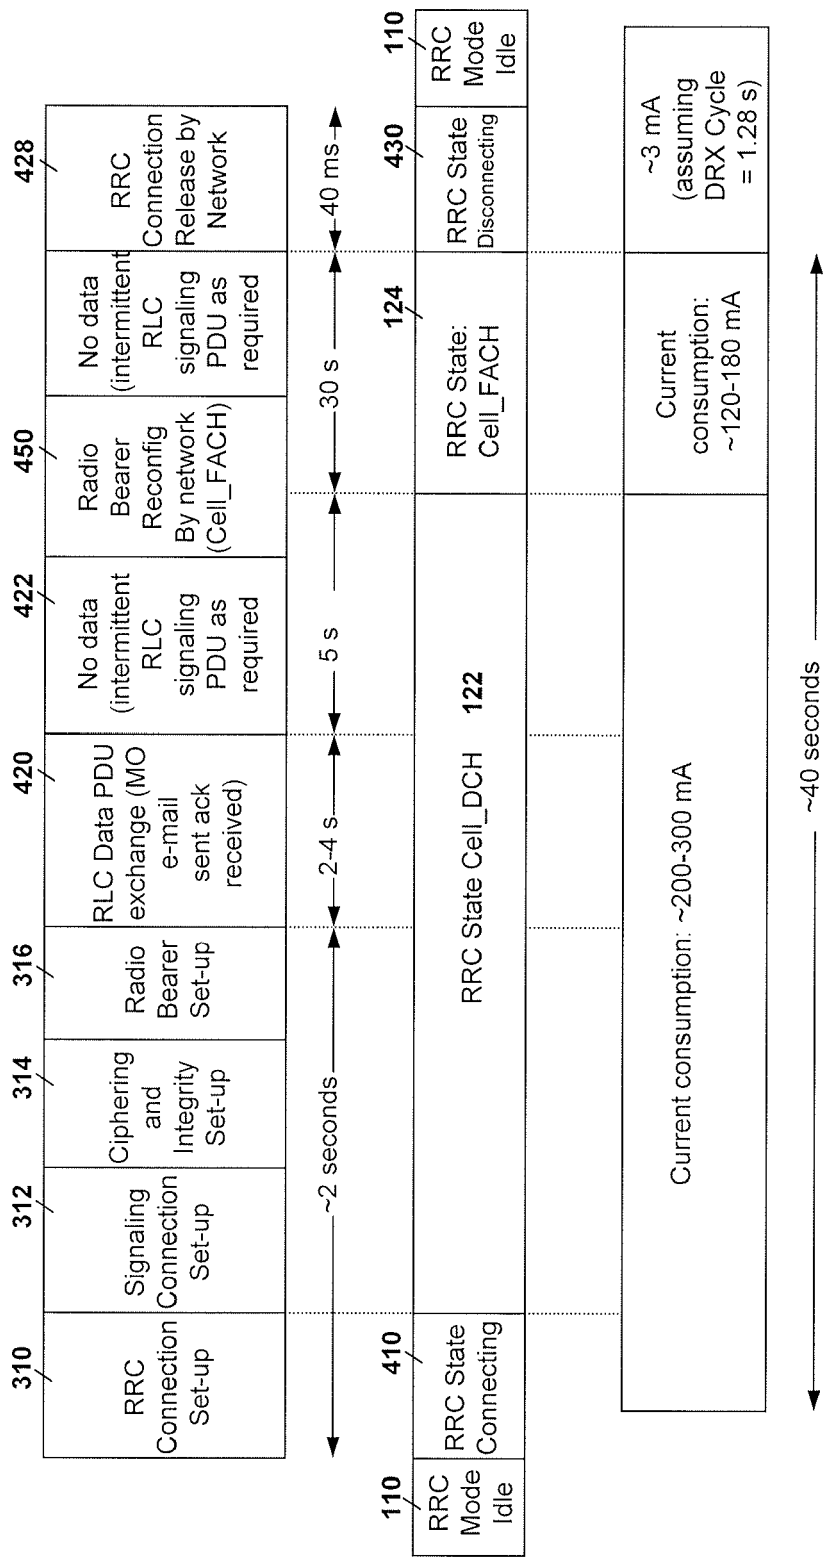 310
RRC
Connection
Set-up
312
Signaling
Connection
Set-up
314
Ciphering
and
Integrity
Set-up
316
Radio
Bearer
Set-up
420
RLC Data PDU
exchange (MO
e-mail
sent ack
received)
422
No data
(intermittent
RLC
signaling
PDU as
required
450
Radio
Bearer
Reconfig
By network
(Cell_FACH)
No data
(intermittent
RLC
signaling
PDU as
required
428
RRC
Connection
Release by
Network
~2 seconds
2-4 s
5 s
30 s
40 ms
110
RRC
Mode
Idle
410
RRC State
Connecting
RRC State Cell_DCH 122
124
RRC State:
Cell_FACH
430
RRC State
Disconnecting
110
RRC
Mode
Idle
Current consumption: ~200-300 mA
Current
consumption:
~120-180 mA
~3 mA
(assuming
DRX Cycle
= 1.28 s)
~40 seconds